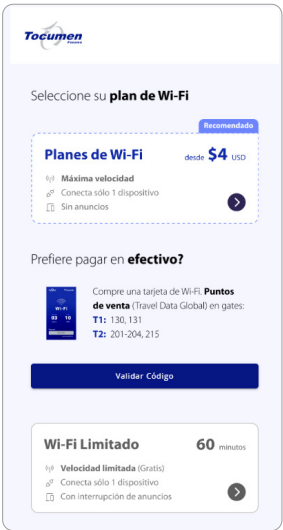 Tocumen
Panamá
Seleccione su plan de Wi-Fi
Recomendado
Planes de Wi-Fi
desde $4 USD
Máxima velocidad
Conecta sólo 1 dispositivo
Sin anuncios
Prefiere pagar en efectivo?
Wi-Fi
Compre una tarjeta de Wi-Fi. Puntos
de venta (Travel Data Global) en gates:
T1: 130, 131
T2: 201-204, 215
Validar Código
Wi-Fi Limitado
60 minutos
Velocidad limitada (Gratis)
Conecta sólo 1 dispositivo
Con interrupción de anuncios